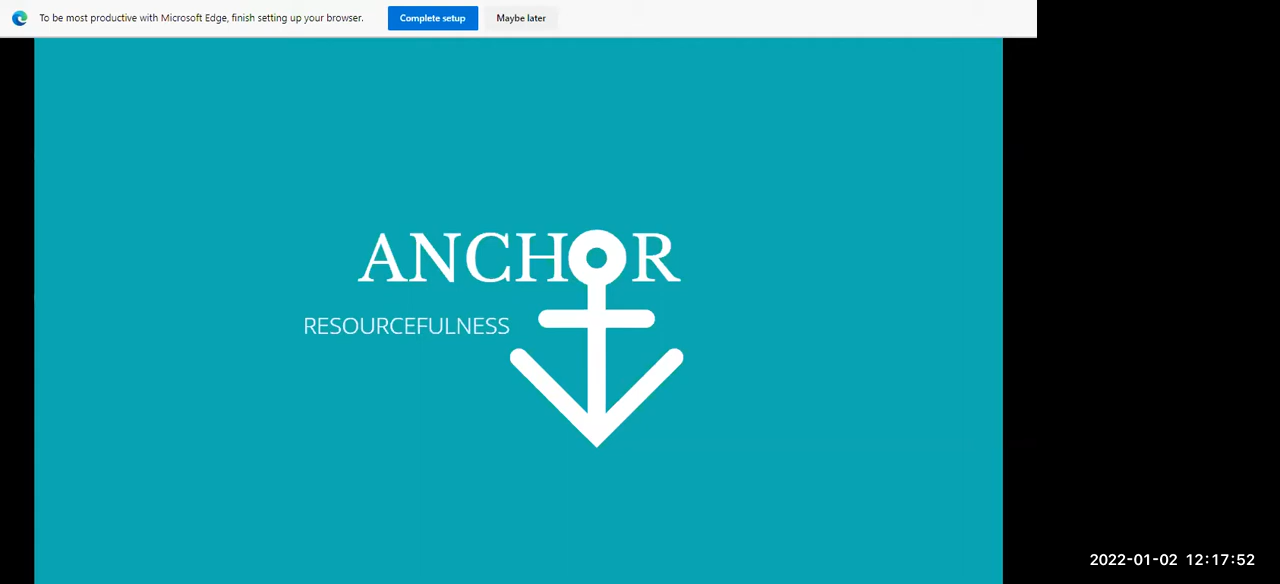 To be most productive with Microsoft Edge, finish setting up your browser. Complete setup Maybe later
ANCHOR
RESOURCEFULNESS
2022-01-02 12:17:52